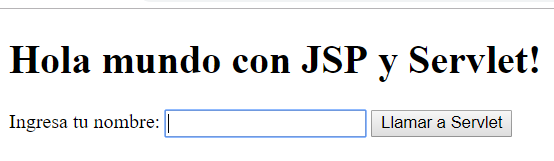 Hola mundo con JSP y Servlet!
Ingresa tu nombre: Llamar a Servlet